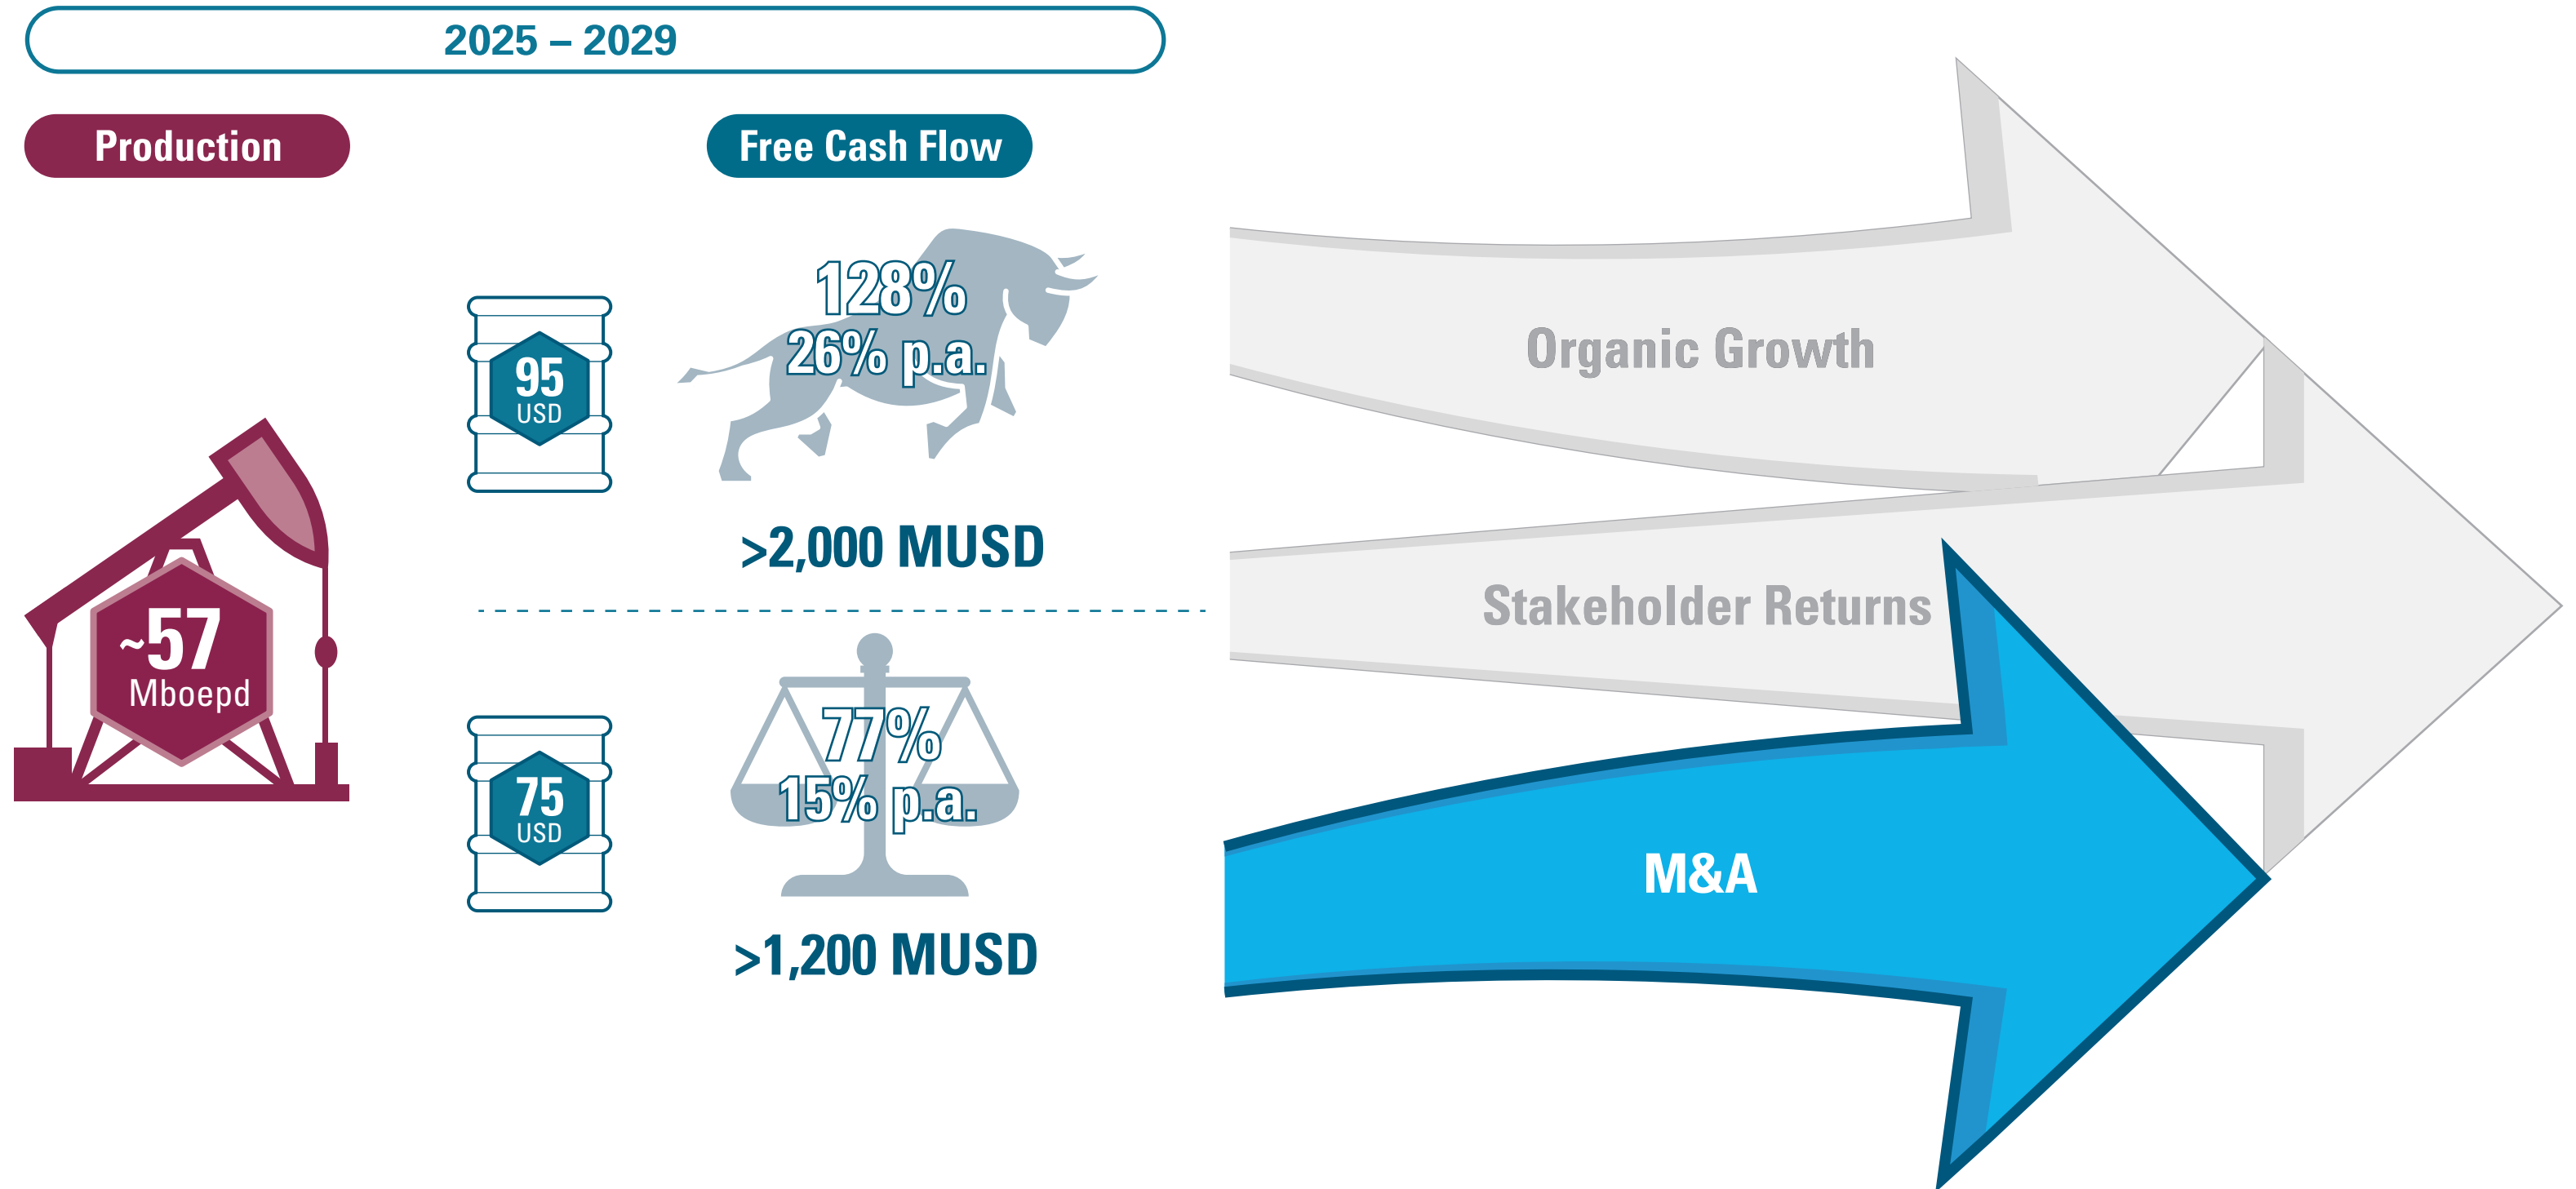 2025 – 2029
Production
Free Cash Flow
~57
Mboepd
95
USD
128%
26% p.a.
>2,000 MUSD
75
USD
77%
15% p.a.
>1,200 MUSD
Organic Growth
Stakeholder Returns
M&A